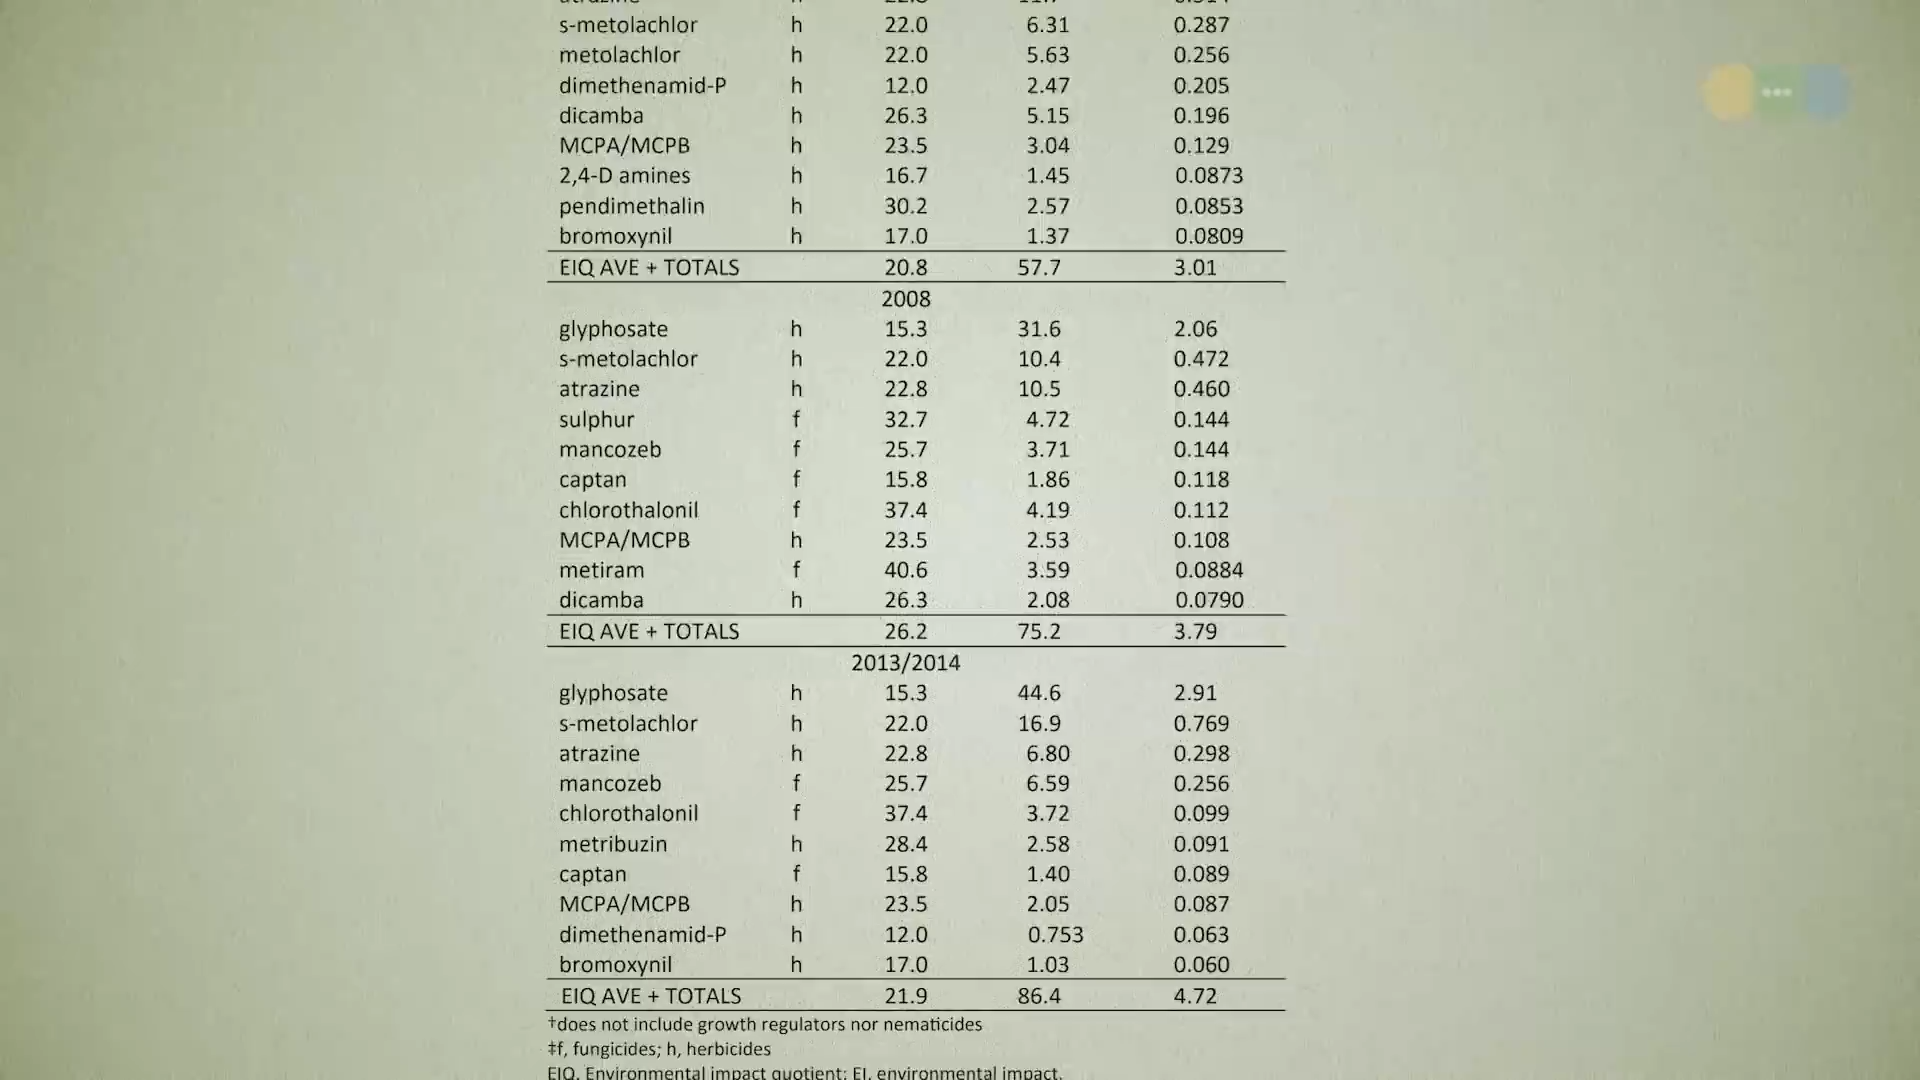 s-metolachlor h 22.0 6.31 0.287
metolachlor h 22.0 5.63 0.256
dimethenamid-P h 12.0 2.47 0.205
dicamba h 26.3 5.15 0.196
MCPA/MCPB h 23.5 3.04 0.129
2,4-D amines h 16.7 1.45 0.0873
pendimethalin h 30.2 2.57 0.0853
bromoxynil h 17.0 1.37 0.0809
EIQ AVE + TOTALS 20.8 57.7 3.01
2008
glyphosate h 15.3 31.6 2.06
s-metolachlor h 22.0 10.4 0.472
atrazine h 22.8 10.5 0.460
sulphur f 32.7 4.72 0.144
mancozeb f 25.7 3.71 0.144
captan f 15.8 1.86 0.118
chlorothalonil f 37.4 4.19 0.112
MCPA/MCPB h 23.5 2.53 0.108
metiram f 40.6 3.59 0.0884
dicamba h 26.3 2.08 0.0790
EIQ AVE + TOTALS 26.2 75.2 3.79
2013/2014
glyphosate h 15.3 44.6 2.91
s-metolachlor h 22.0 16.9 0.769
atrazine h 22.8 6.80 0.298
mancozeb f 25.7 6.59 0.256
chlorothalonil f 37.4 3.72 0.099
metribuzin h 28.4 2.58 0.091
captan f 15.8 1.40 0.089
MCPA/MCPB h 23.5 2.05 0.087
dimethenamid-P h 12.0 0.753 0.063
bromoxynil h 17.0 1.03 0.060
EIQ AVE + TOTALS 21.9 86.4 4.72
†does not include growth regulators nor nematicides
‡f, fungicides; h, herbicides
EIQ, Environmental impact quotient; EI, environmental impact.